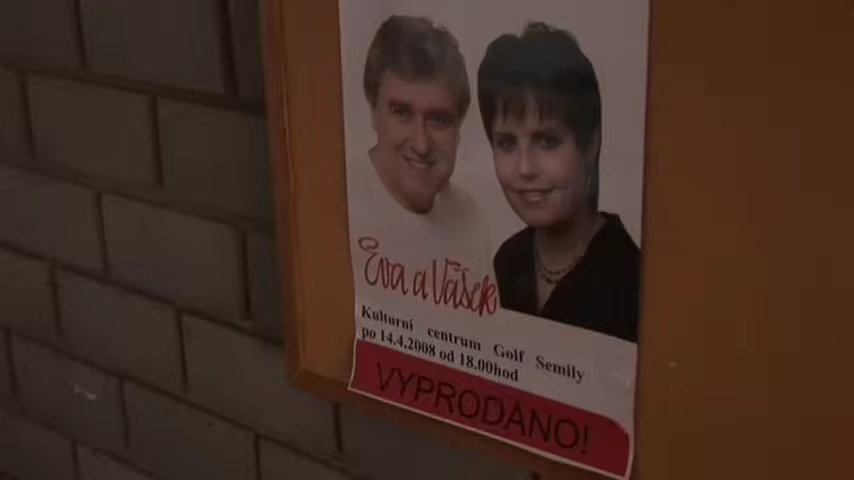 Eva a Vašek
Kulturní centrum Golf Semily
po 14.4.2008 od 18.00hod
VYPRODÁNO!